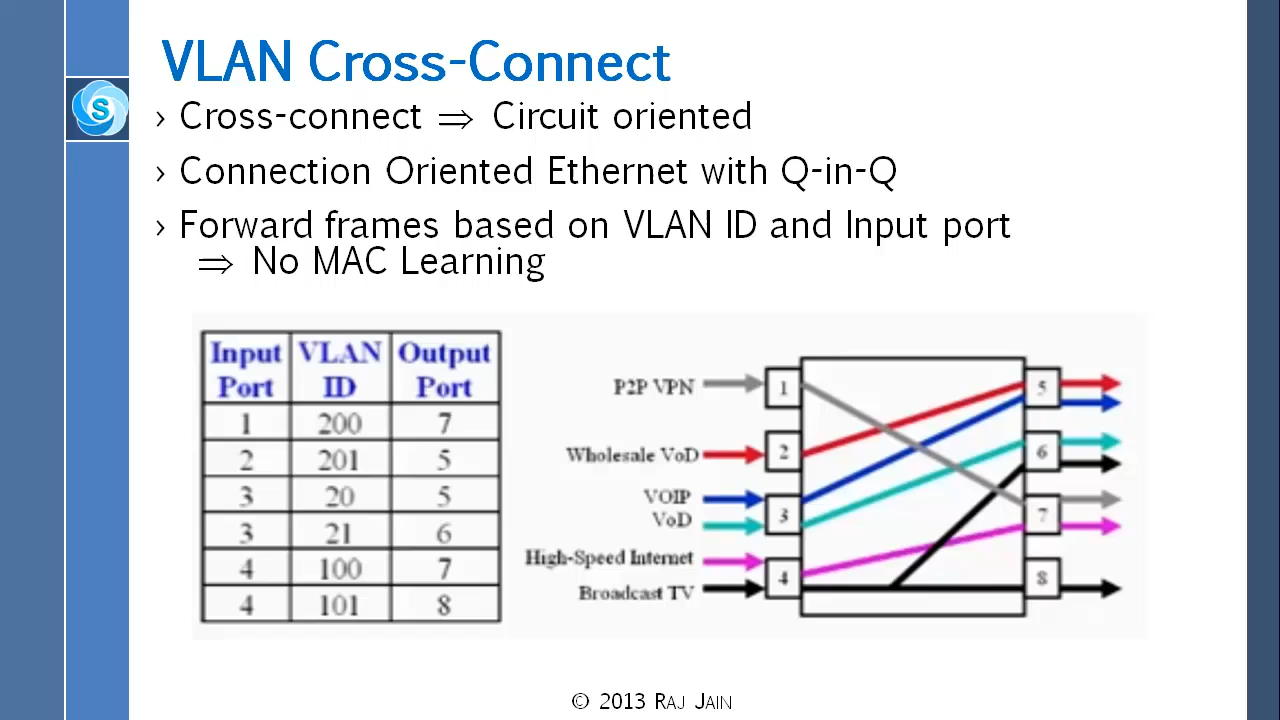 VLAN Cross-Connect
S
› Cross-connect ⇒ Circuit oriented
› Connection Oriented Ethernet with Q-in-Q
› Forward frames based on VLAN ID and Input port
⇒ No MAC Learning
Input Port VLAN ID Output Port
1 200 7
2 201 5
3 20 5
3 21 6
4 100 7
4 101 8
P2P VPN 1 5
Wholesale VoD 2 6
VOIP
VoD 3 7
High-Speed Internet
4 8
Broadcast TV
© 2013 RAJ JAIN